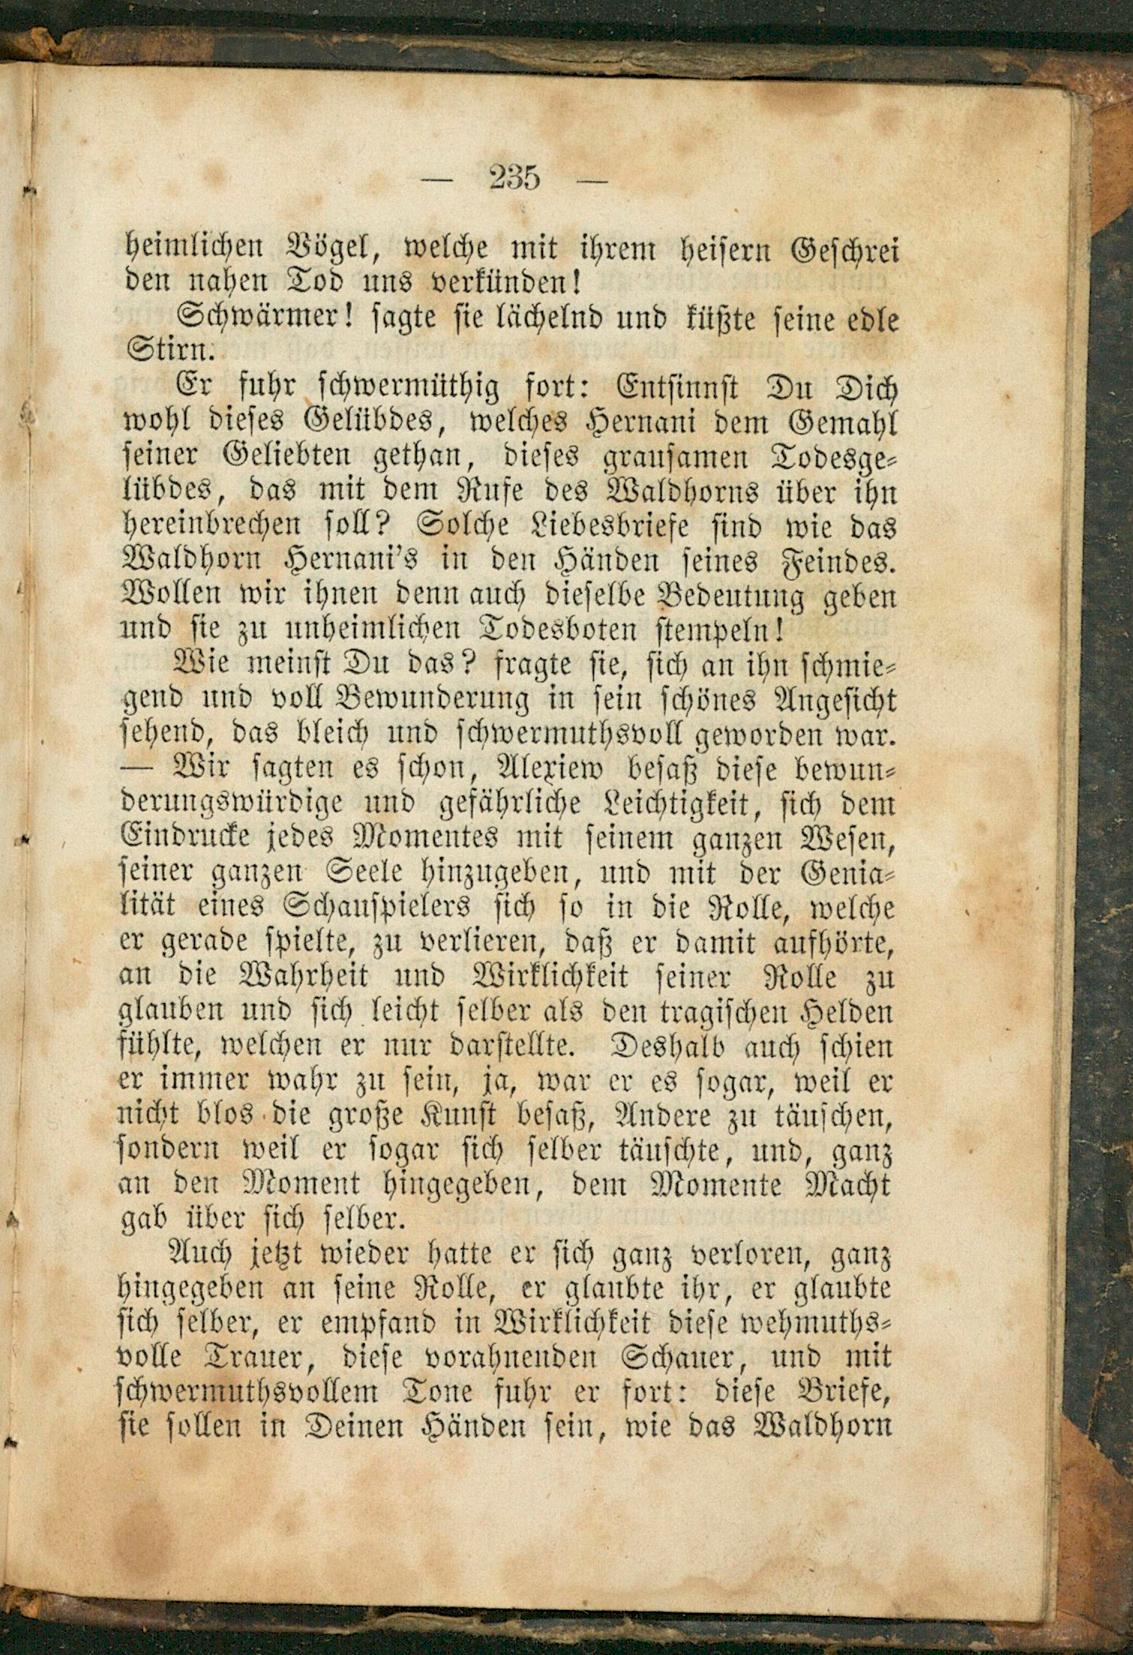 — 235 —
heimlichen Vögel, welche mit ihrem heisern Geschrei
den nahen Tod uns verkünden!
Schwärmer! sagte sie lächelnd und küßte seine edle
Stirn.
Er fuhr schwermüthig fort: Entsinnst Du Dich
wohl dieses Gelübdes, welches Hernani dem Gemahl
seiner Geliebten gethan, dieses grausamen Todesge-
lübdes, das mit dem Rufe des Waldhorns über ihn
hereinbrechen soll? Solche Liebesbriefe sind wie das
Waldhorn Hernani's in den Händen seines Feindes.
Wollen wir ihnen denn auch dieselbe Bedeutung geben
und sie zu unheimlichen Todesboten stempeln!
Wie meinst Du das? fragte sie, sich an ihn schmie-
gend und voll Bewunderung in sein schönes Angesicht
sehend, das bleich und schwermuthsvoll geworden war.
— Wir sagten es schon, Alexiew besaß diese bewun-
derungswürdige und gefährliche Leichtigkeit, sich dem
Eindrucke jedes Momentes mit seinem ganzen Wesen,
seiner ganzen Seele hinzugeben, und mit der Genia-
lität eines Schauspielers sich so in die Rolle, welche
er gerade spielte, zu verlieren, daß er damit aufhörte,
an die Wahrheit und Wirklichkeit seiner Rolle zu
glauben und sich leicht selber als den tragischen Helden
fühlte, welchen er nur darstellte. Deshalb auch schien
er immer wahr zu sein, ja, war er es sogar, weil er
nicht blos die große Kunst besaß, Andere zu täuschen,
sondern weil er sogar sich selber täuschte, und, ganz
an den Moment hingegeben, dem Momente Macht
gab über sich selber.
Auch jetzt wieder hatte er sich ganz verloren, ganz
hingegeben an seine Rolle, er glaubte ihr, er glaubte
sich selber, er empfand in Wirklichkeit diese wehmuths-
volle Trauer, diese vorahnenden Schauer, und mit
schwermuthsvollem Tone fuhr er fort: diese Briefe,
sie sollen in Deinen Händen sein, wie das Waldhorn